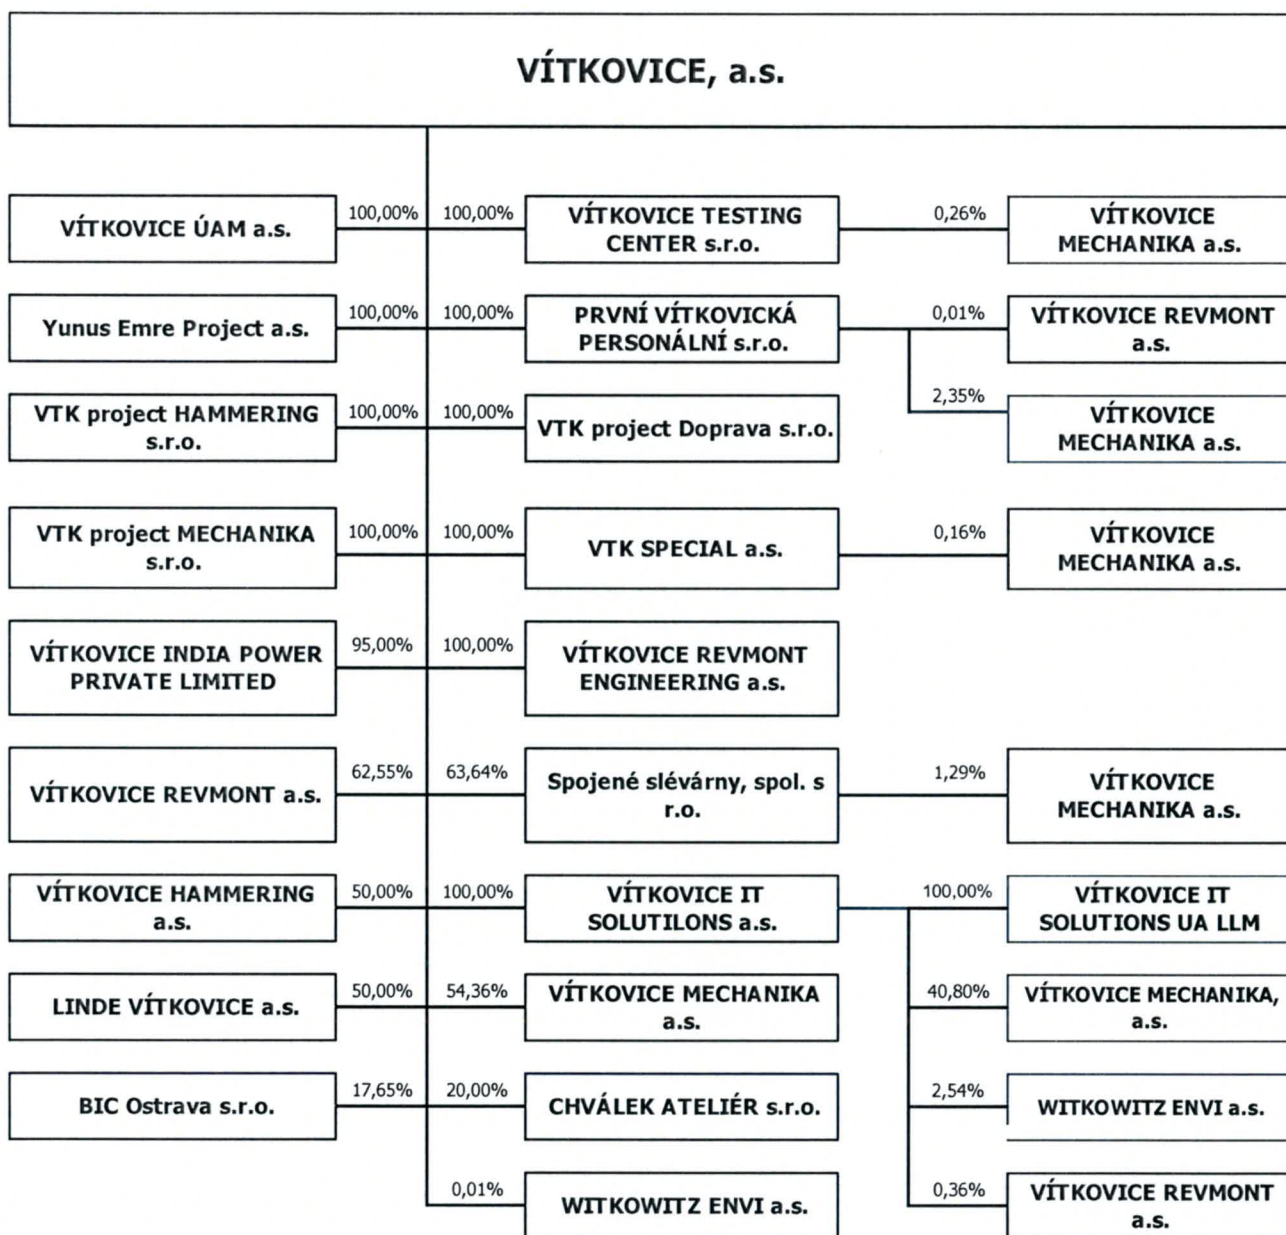 VÍTKOVICE, a.s.
VÍTKOVICE ÚAM a.s.
100,00%
100,00%
VÍTKOVICE TESTING
CENTER s.r.o.
0,26%
VÍTKOVICE
MECHANIKA a.s.
Yunus Emre Project a.s.
100,00%
100,00%
PRVNÍ VÍTKOVICKÁ
PERSONÁLNÍ s.r.o.
0,01%
VÍTKOVICE REVMONT
a.s.
2,35%
VÍTKOVICE
MECHANIKA a.s.
VTK project HAMMERING
s.r.o.
100,00%
100,00%
VTK project Doprava s.r.o.
VTK project MECHANIKA
s.r.o.
100,00%
100,00%
VTK SPECIAL a.s.
0,16%
VÍTKOVICE
MECHANIKA a.s.
VÍTKOVICE INDIA POWER
PRIVATE LIMITED
95,00%
100,00%
VÍTKOVICE REVMONT
ENGINEERING a.s.
VÍTKOVICE REVMONT a.s.
62,55%
63,64%
Spojené slévárny, spol. s
r.o.
1,29%
VÍTKOVICE
MECHANIKA a.s.
VÍTKOVICE HAMMERING
a.s.
50,00%
100,00%
VÍTKOVICE IT
SOLUTILONS a.s.
100,00%
VÍTKOVICE IT
SOLUTIONS UA LLM
LINDE VÍTKOVICE a.s.
50,00%
54,36%
VÍTKOVICE MECHANIKA
a.s.
40,80%
VÍTKOVICE MECHANIKA,
a.s.
BIC Ostrava s.r.o.
17,65%
20,00%
CHVÁLEK ATELIÉR s.r.o.
2,54%
WITKOWITZ ENVI a.s.
0,01%
WITKOWITZ ENVI a.s.
0,36%
VÍTKOVICE REVMONT
a.s.